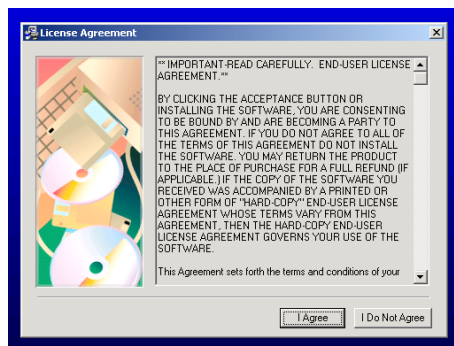 License Agreement
** IMPORTANT-READ CAREFULLY.  END-USER LICENSE
AGREEMENT.**
BY CLICKING THE ACCEPTANCE BUTTON OR
INSTALLING THE SOFTWARE, YOU ARE CONSENTING
TO BE BOUND BY AND ARE BECOMING A PARTY TO
THIS AGREEMENT. IF YOU DO NOT AGREE TO ALL OF
THE TERMS OF THIS AGREEMENT DO NOT INSTALL
THE SOFTWARE. YOU MAY RETURN THE PRODUCT
TO THE PLACE OF PURCHASE FOR A FULL REFUND (IF
APPLICABLE.) IF THE COPY OF THE SOFTWARE YOU
RECEIVED WAS ACCOMPANIED BY A PRINTED OR
OTHER FORM OF "HARD-COPY" END-USER LICENSE
AGREEMENT WHOSE TERMS VARY FROM THIS
AGREEMENT, THEN THE HARD-COPY END-USER
LICENSE AGREEMENT GOVERNS YOUR USE OF THE
SOFTWARE.
This Agreement sets forth the terms and conditions of your
I Agree
I Do Not Agree